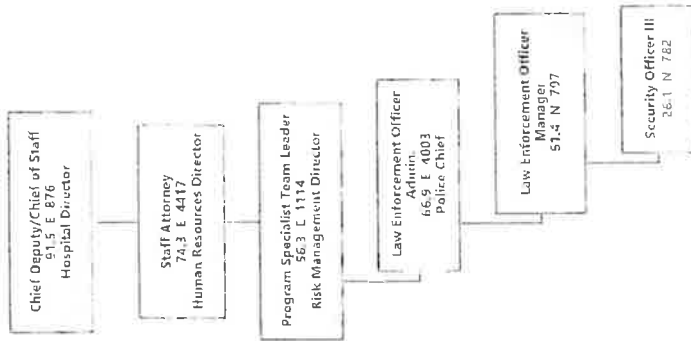 Chief Deputy/Chief of Staff
91.5 E 876
Hospital Director
Staff Attorney
74.3 E 4417
Human Resources Director
Program Specialist Team Leader
56.3 E 1114
Risk Management Director
Law Enforcement Officer
Admin.
66.9 E 4003
Police Chief
Law Enforcement Officer
Manager
51.4 N 797
Security Officer III
26.1 N 782